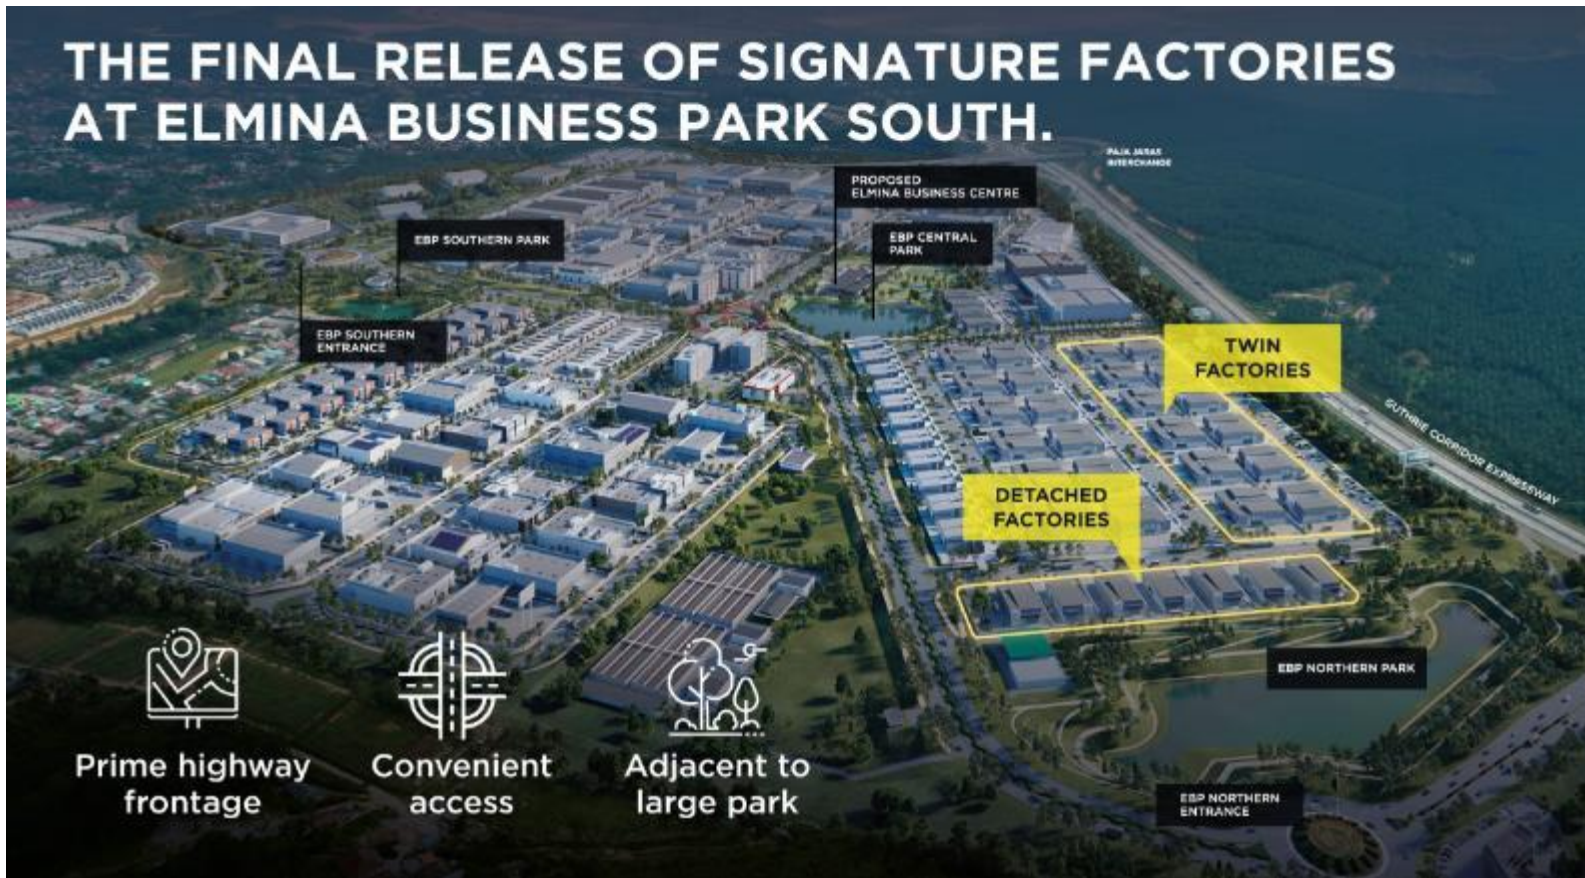 THE FINAL RELEASE OF SIGNATURE FACTORIES
AT ELMINA BUSINESS PARK SOUTH.
PAJA JARAS
INTERCHANGE
PROPOSED
ELMINA BUSINESS CENTRE
EBP SOUTHERN PARK
EBP CENTRAL
PARK
EBP SOUTHERN
ENTRANCE
TWIN
FACTORIES
GUTHRIE CORRIDOR EXPRESSWAY
DETACHED
FACTORIES
EBP NORTHERN PARK
EBP NORTHERN
ENTRANCE
Prime highway
frontage
Convenient
access
Adjacent to
large park